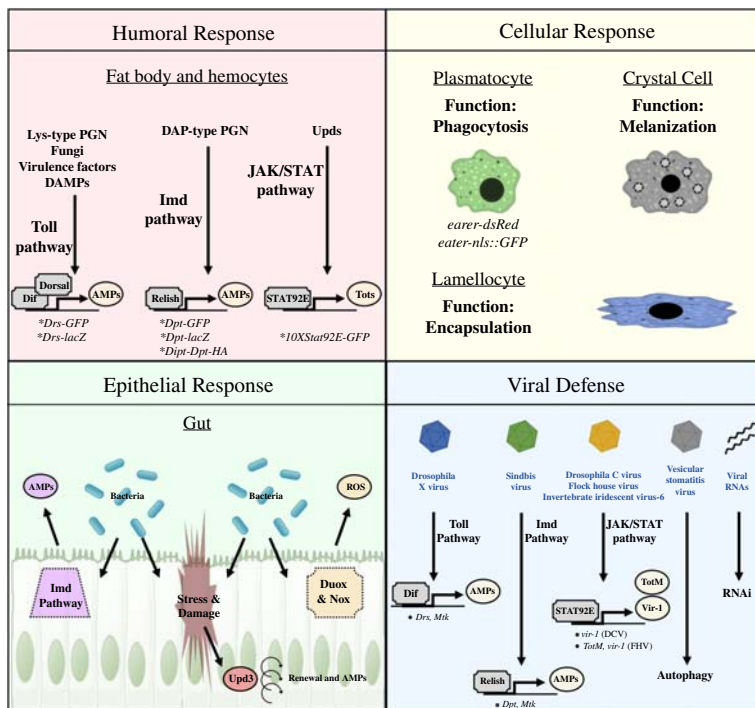 Humoral Response
Fat body and hemocytes
Lys-type PGN
Fungi
Virulence factors
DAMPs
Toll
pathway
Dif
Dorsal
AMPs
*Drs-GFP
*Drs-lacZ
DAP-type PGN
Imd
pathway
Relish
AMPs
*Dpt-GFP
*Dpt-lacZ
*Dipt-Dpt-HA
Upds
JAK/STAT
pathway
STAT92E
Tots
*10XStat92E-GFP
Cellular Response
Plasmatocyte
Function:
Phagocytosis
earer-dsRed
eater-nls::GFP
Crystal Cell
Function:
Melanization
Lamellocyte
Function:
Encapsulation
Epithelial Response
Gut
AMPs
Bacteria
Bacteria
ROS
Imd
Pathway
Stress &
Damage
Duox
& Nox
Upd3
Renewal and AMPs
Viral Defense
Drosophila
X virus
Sindbis
virus
Drosophila C virus
Flock house virus
Invertebrate iridescent virus-6
Vesicular
stomatitis
virus
Viral
RNAs
Toll
Pathway
Imd
Pathway
JAK/STAT
pathway
Dif
AMPs
• Drs, Mtk
STAT92E
TotM
Vir-1
• vir-1 (DCV)
• TotM, vir-1 (FHV)
RNAi
Autophagy
Relish
AMPs
• Dpt, Mtk